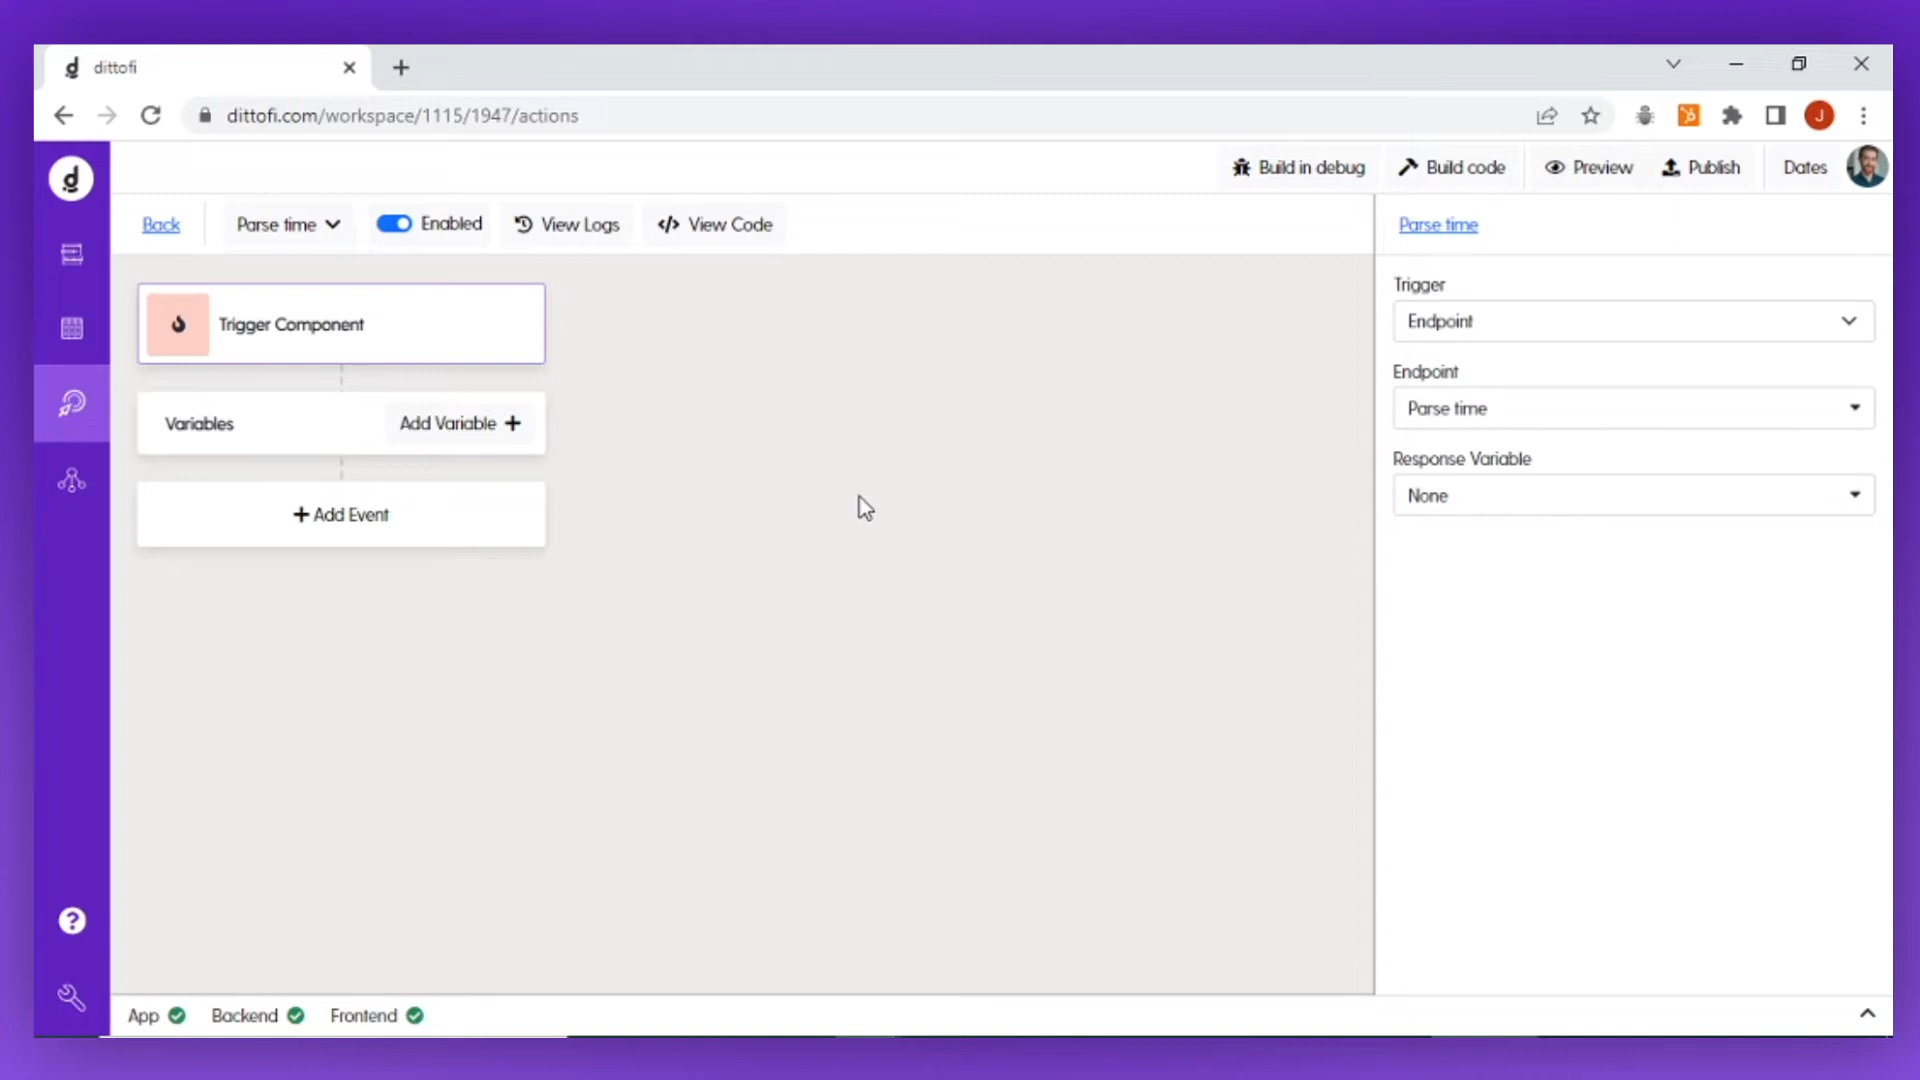 dittofi
dittofi.com/workspace/1115/1947/actions
J
d
Build in debug
Build code
Preview
Publish
Dates
Back
Parse time
Enabled
View Logs
</> View Code
Parse time
Trigger Component
Trigger
Endpoint
Endpoint
Parse time
Variables
Add Variable +
Response Variable
None
+ Add Event
?
App
Backend
Frontend